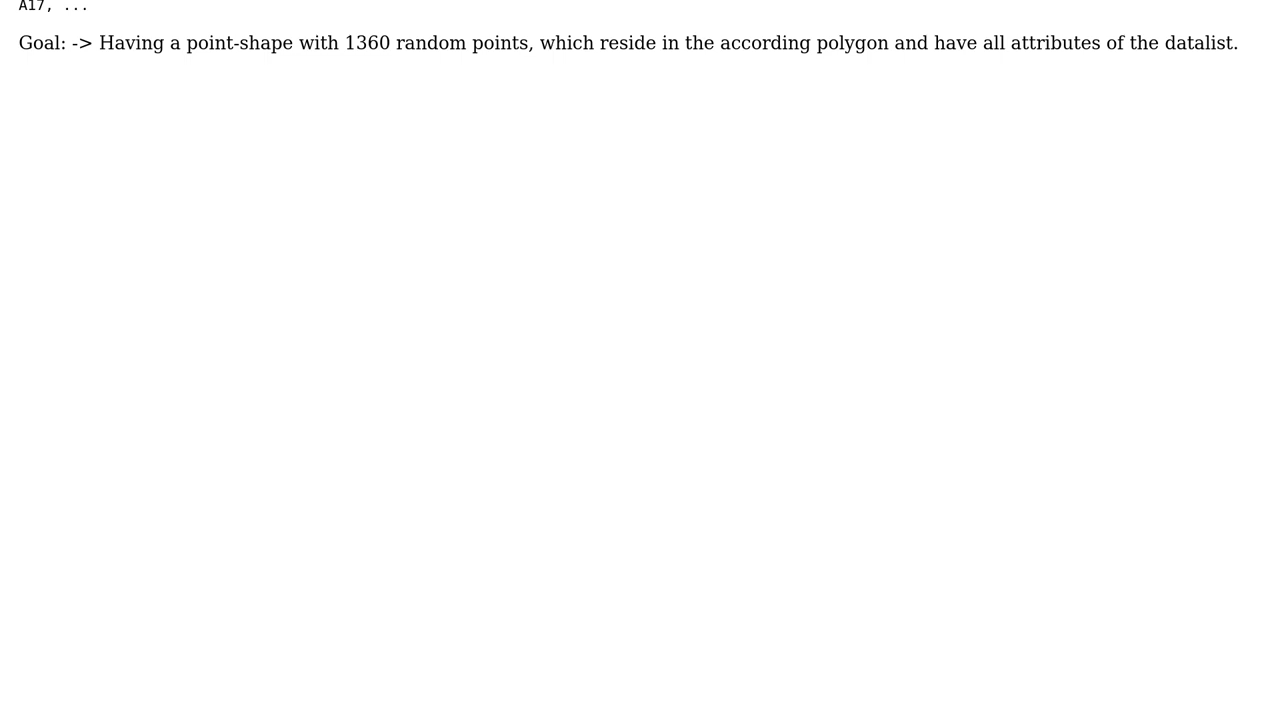 A17, ...
Goal: -> Having a point-shape with 1360 random points, which reside in the according polygon and have all attributes of the datalist.